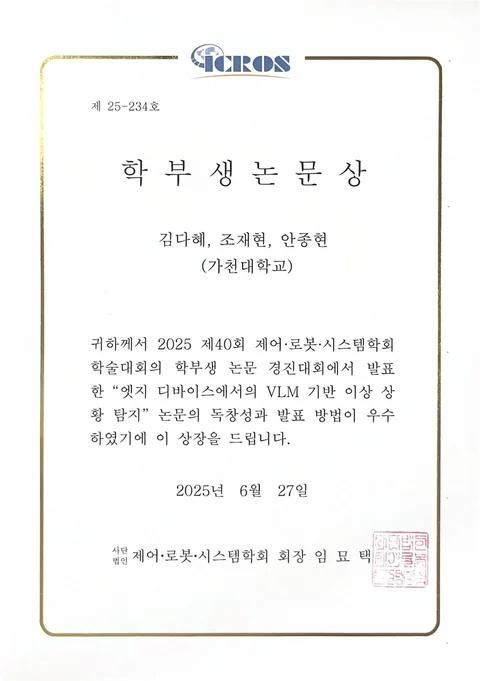 ICROS
제 25-234호
학부생논문상
김다혜, 조재현, 안종현
(가천대학교)
귀하께서 2025 제40회 제어·로봇·시스템학회
학술대회의 학부생 논문 경진대회에서 발표
한 “엣지 디바이스에서의 VLM 기반 이상 상
황 탐지” 논문의 독창성과 발표 방법이 우수
하였기에 이 상장을 드립니다.
2025년 6월 27일
사단법인 제어·로봇·시스템학회 회장 임묘택